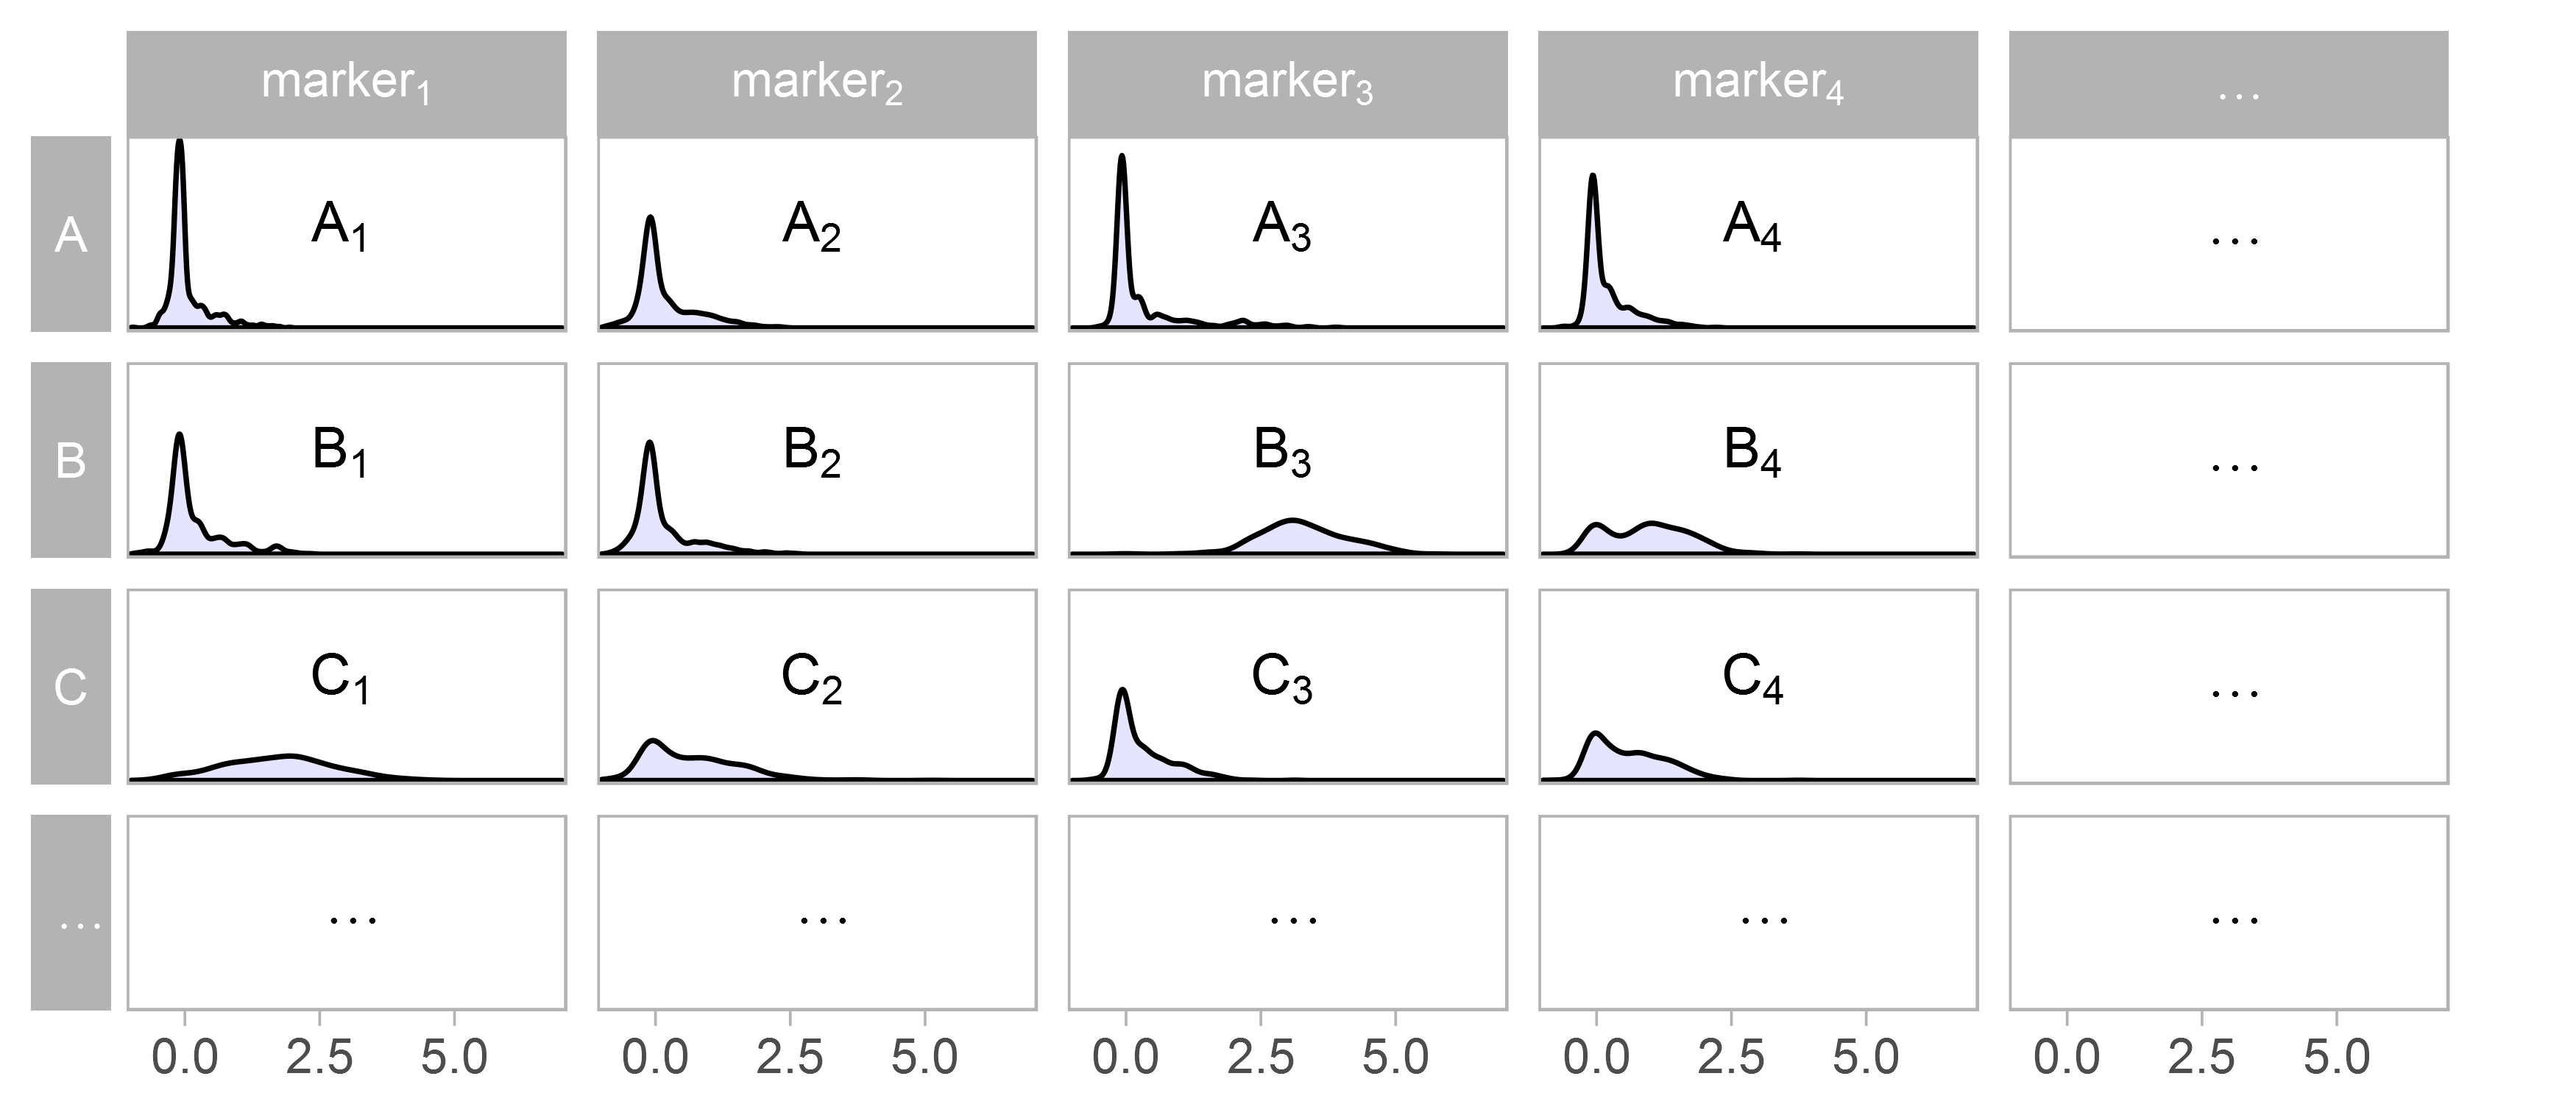 marker₁ marker₂ marker₃ marker₄ ...
A A₁ A₂ A₃ A₄ ...
B B₁ B₂ B₃ B₄ ...
C C₁ C₂ C₃ C₄ ...
... ... ... ... ... ...
0.0 2.5 5.0 0.0 2.5 5.0 0.0 2.5 5.0 0.0 2.5 5.0 0.0 2.5 5.0